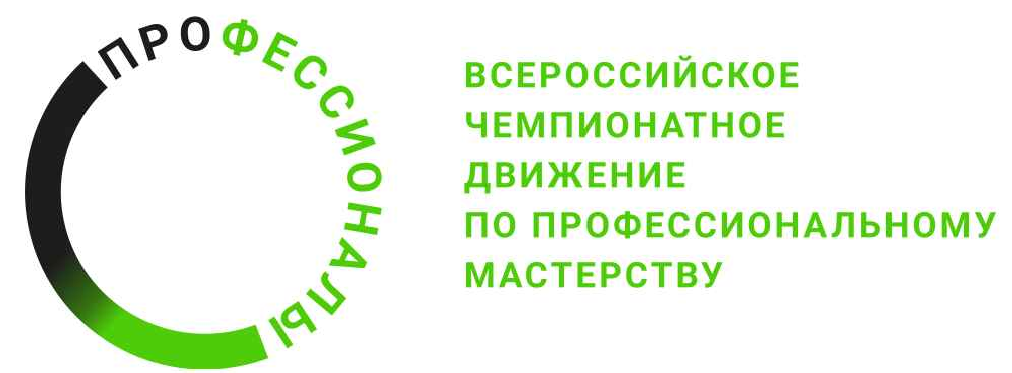 ПРОФЕССИОНАЛЫ
ВСЕРОССИЙСКОЕ
ЧЕМПИОНАТНОЕ
ДВИЖЕНИЕ
ПО ПРОФЕССИОНАЛЬНОМУ
МАСТЕРСТВУ